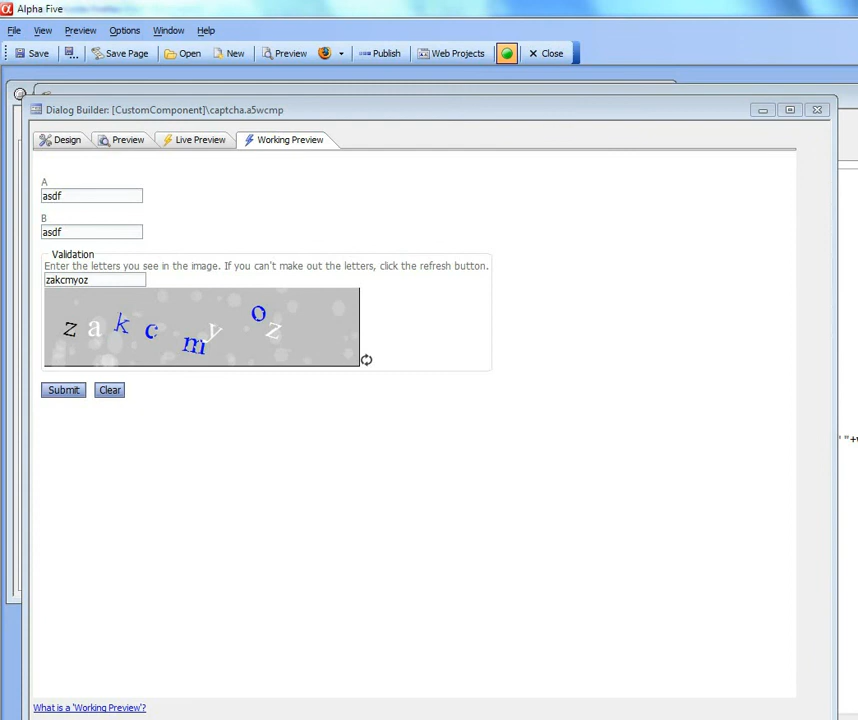 Alpha Five
File View Preview Options Window Help
Save Save Page Open New Preview Publish Web Projects Close
Dialog Builder: [CustomComponent]\captcha.a5wcmp
Design Preview Live Preview Working Preview
A
asdf
B
asdf
Validation
Enter the letters you see in the image. If you can't make out the letters, click the refresh button.
zakcmyoz
z a k c m y o z
Submit Clear
What is a 'Working Preview'?